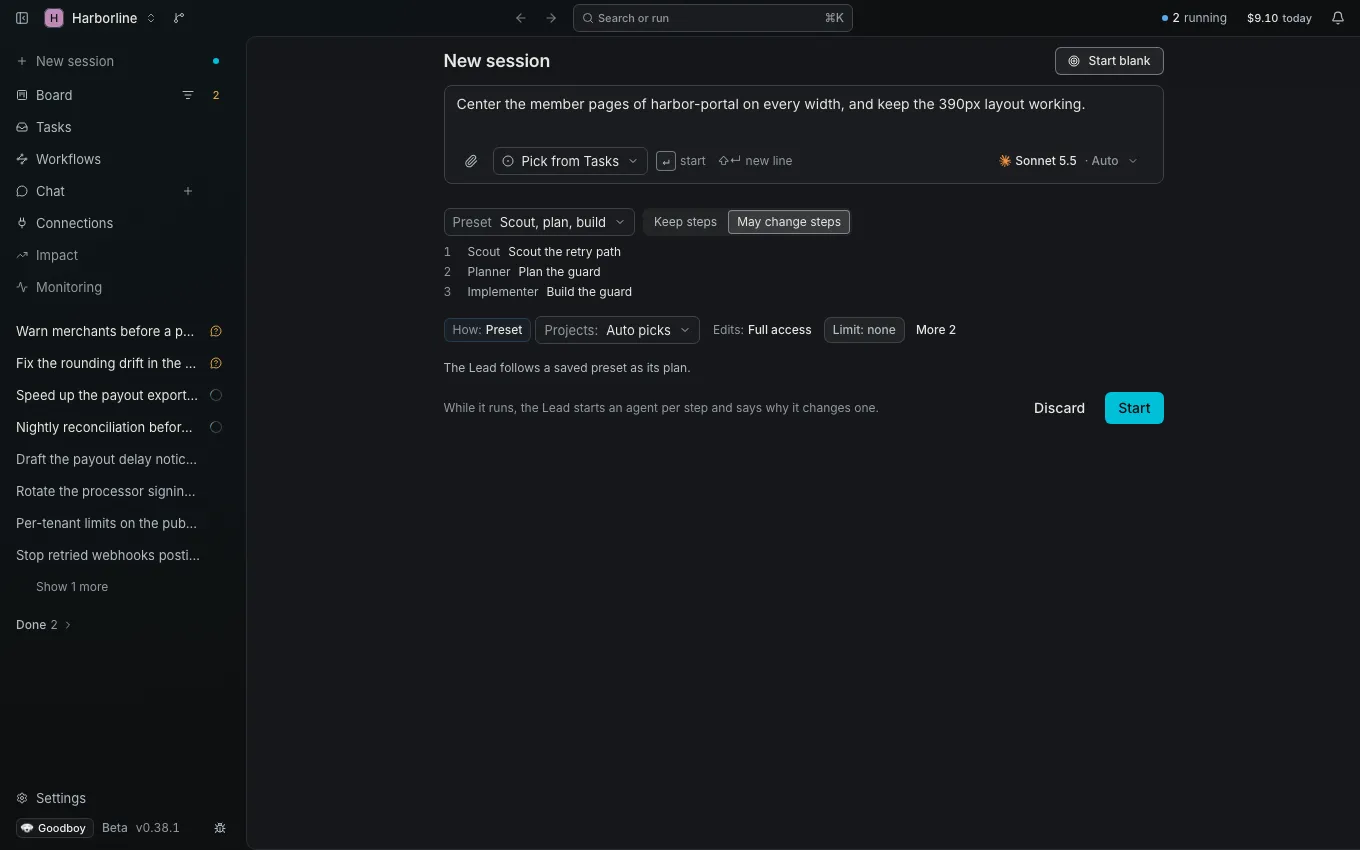 H Harborline
Search or run ⌘K
2 running $9.10 today
New session
Board 2
Tasks
Workflows
Chat
Connections
Impact
Monitoring
Warn merchants before a p...
Fix the rounding drift in the ...
Speed up the payout export...
Nightly reconciliation befor...
Draft the payout delay notic...
Rotate the processor signin...
Per-tenant limits on the pub...
Stop retried webhooks posti...
Show 1 more
Done 2
Settings
Goodboy Beta v0.38.1
New session
Start blank
Center the member pages of harbor-portal on every width, and keep the 390px layout working.
Pick from Tasks ↵ start ⇧↵ new line
Sonnet 5.5 · Auto
Preset Scout, plan, build Keep steps May change steps
1 Scout Scout the retry path
2 Planner Plan the guard
3 Implementer Build the guard
How: Preset Projects: Auto picks Edits: Full access Limit: none More 2
The Lead follows a saved preset as its plan.
While it runs, the Lead starts an agent per step and says why it changes one.
Discard Start